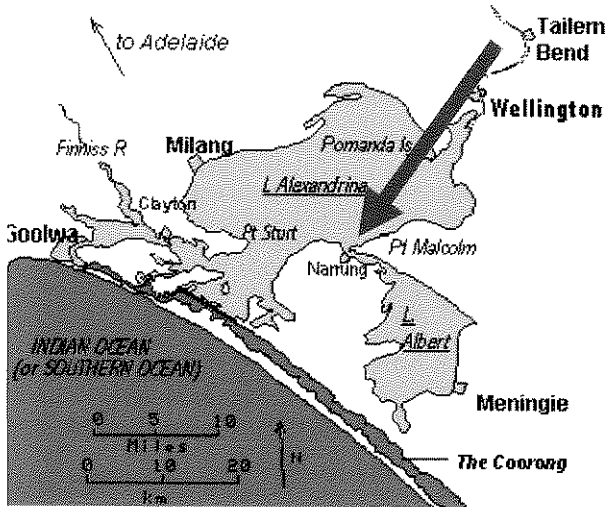 to Adelaide
Tailem
Bend
Wellington
Pomanda Is
Finniss R
Milang
L Alexandrina
Clayton
Pt Sturt
Goolwa
Pt Malcolm
Narrung
L.
Albert
INDIAN OCEAN
(or SOUTHERN OCEAN)
Meningie
0 5 10
Miles
N
The Coorong
0 10 20
km